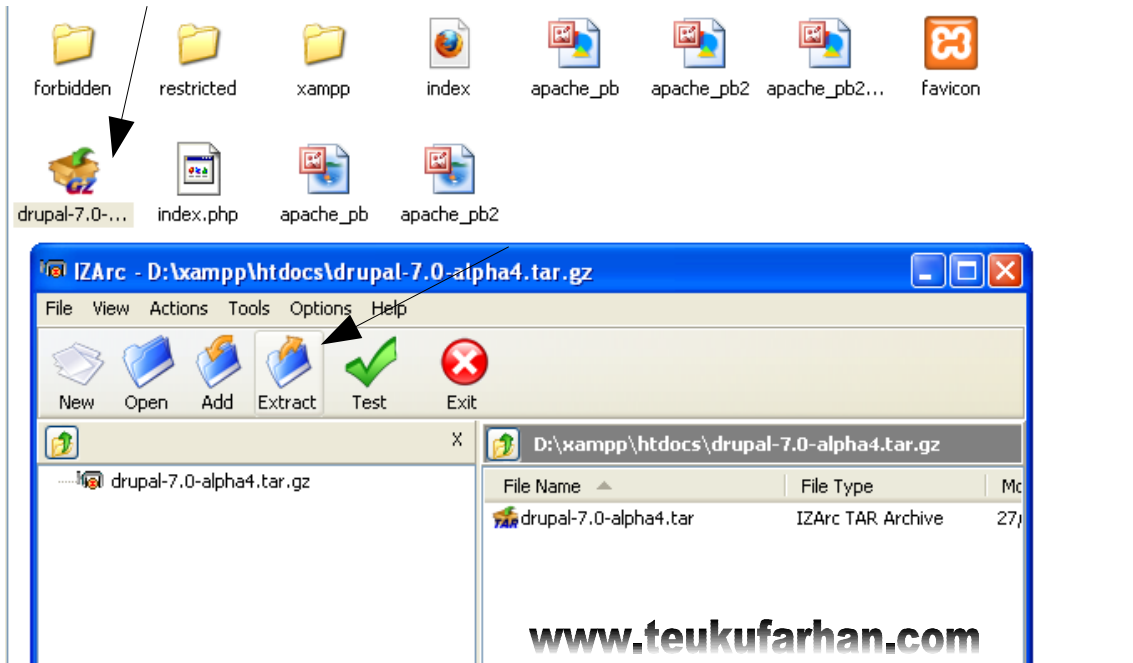 forbidden restricted xampp index apache_pb apache_pb2 apache_pb2... favicon
GZ
drupal-7.0-... index.php apache_pb apache_pb2
IZArc - D:\xampp\htdocs\drupal-7.0-alpha4.tar.gz
File View Actions Tools Options Help
New Open Add Extract Test Exit
X D:\xampp\htdocs\drupal-7.0-alpha4.tar.gz
drupal-7.0-alpha4.tar.gz
File Name File Type
TAR drupal-7.0-alpha4.tar IZArc TAR Archive 27/
www.teukufarhan.com